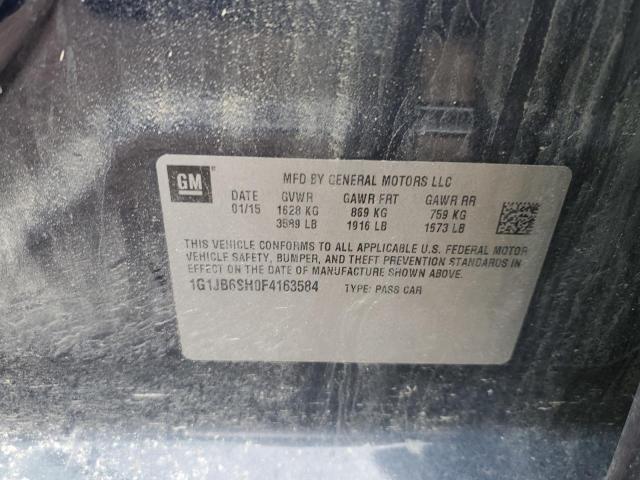 GM
MFD BY GENERAL MOTORS LLC
DATE GVWR GAWR FRT GAWR RR
01/15 1628 KG 869 KG 759 KG
3589 LB 1916 LB 1673 LB
THIS VEHICLE CONFORMS TO ALL APPLICABLE U.S. FEDERAL MOTOR
VEHICLE SAFETY, BUMPER, AND THEFT PREVENTION STANDARDS IN
EFFECT ON THE DATE OF MANUFACTURE SHOWN ABOVE.
1G1JB6SH0F4163584 TYPE: PASS CAR